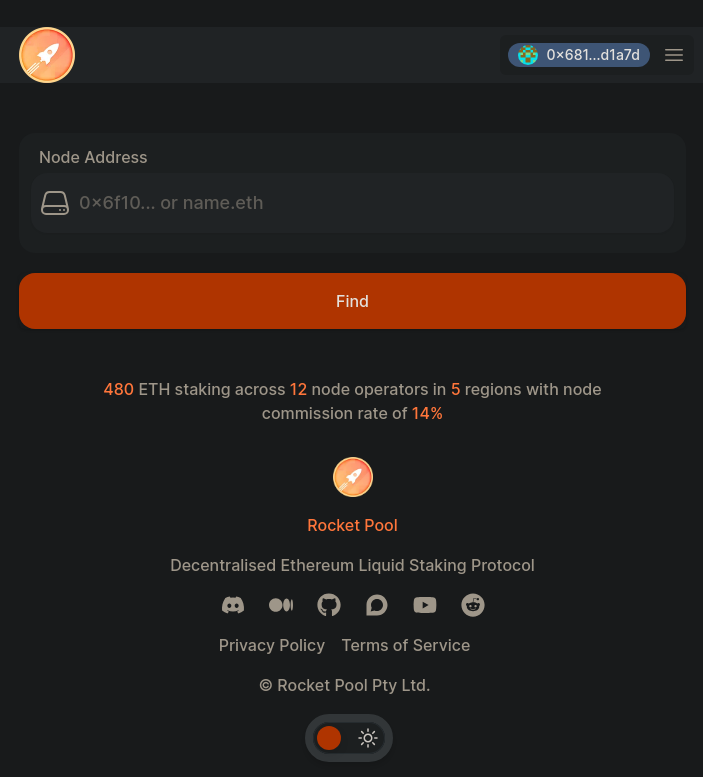 0×681...d1a7d
Node Address
0×6f10... or name.eth
Find
480 ETH staking across 12 node operators in 5 regions with node
commission rate of 14%
Rocket Pool
Decentralised Ethereum Liquid Staking Protocol
Privacy Policy Terms of Service
© Rocket Pool Pty Ltd.